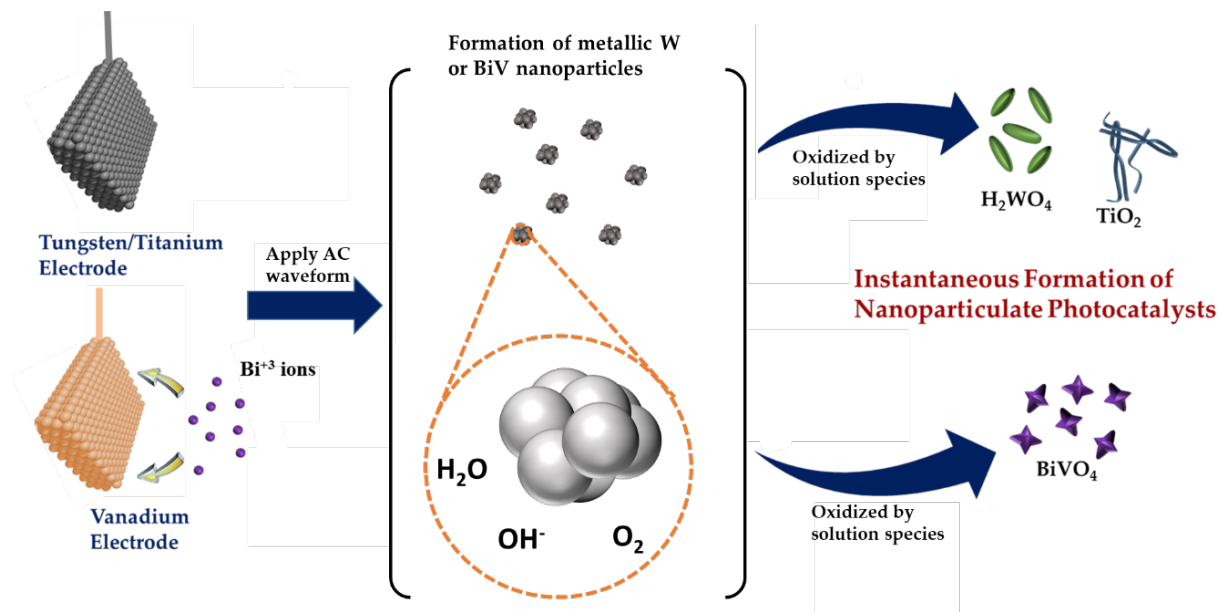 Formation of metallic W
or BiV nanoparticles
Tungsten/Titanium
Electrode
Apply AC
waveform
Bi⁺³ ions
Vanadium
Electrode
H₂O
OH⁻
O₂
Oxidized by
solution species
H₂WO₄
TiO₂
Instantaneous Formation of
Nanoparticulate Photocatalysts
BiVO₄
Oxidized by
solution species